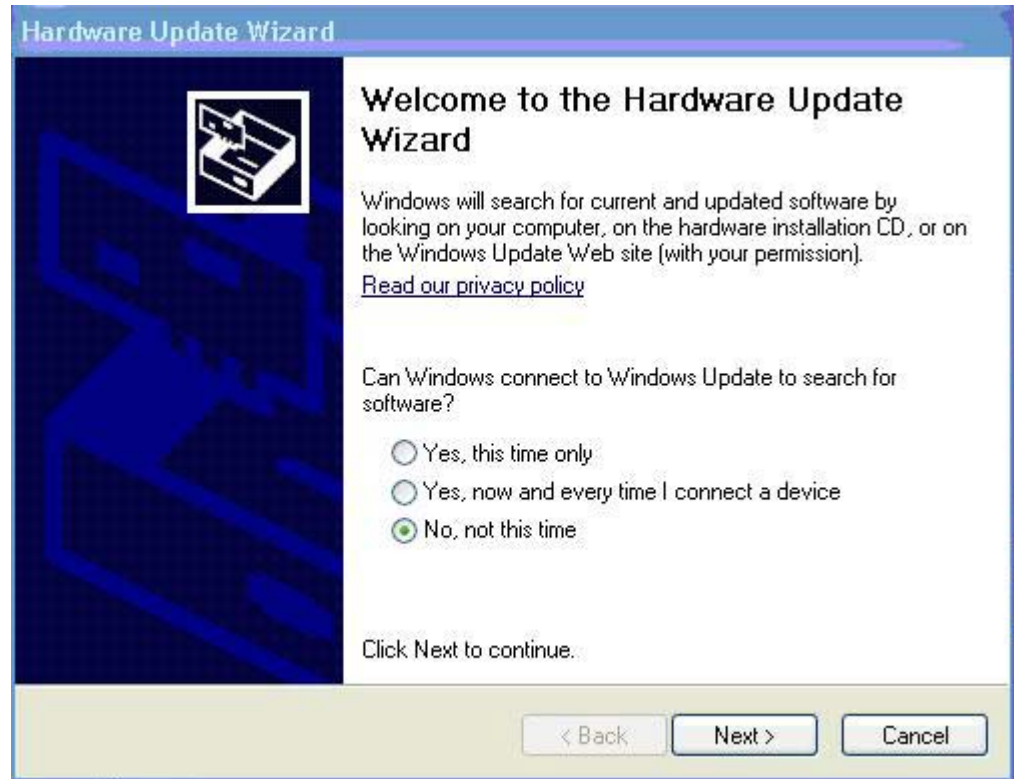 Hardware Update Wizard
Welcome to the Hardware Update
Wizard
Windows will search for current and updated software by
looking on your computer, on the hardware installation CD, or on
the Windows Update Web site (with your permission).
Read our privacy policy
Can Windows connect to Windows Update to search for
software?
Yes, this time only
Yes, now and every time I connect a device
No, not this time
Click Next to continue.
< Back Next > Cancel